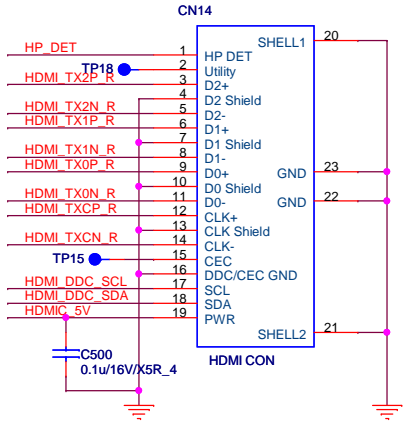 CN14
HP_DET 1 HP DET SHELL1 20
TP18 2 Utility
HDMI_TX2P_R 3 D2+
4 D2 Shield
HDMI_TX2N_R 5 D2-
HDMI_TX1P_R 6 D1+
7 D1 Shield
HDMI_TX1N_R 8 D1-
HDMI_TX0P_R 9 D0+ GND 23
10 D0 Shield
HDMI_TX0N_R 11 D0- GND 22
HDMI_TXCP_R 12 CLK+
13 CLK Shield
HDMI_TXCN_R 14 CLK-
TP15 15 CEC
16 DDC/CEC GND
HDMI_DDC_SCL 17 SCL
HDMI_DDC_SDA 18 SDA
HDMIC_5V 19 PWR
SHELL2 21
C500
0.1u/16V/X5R_4
HDMI CON